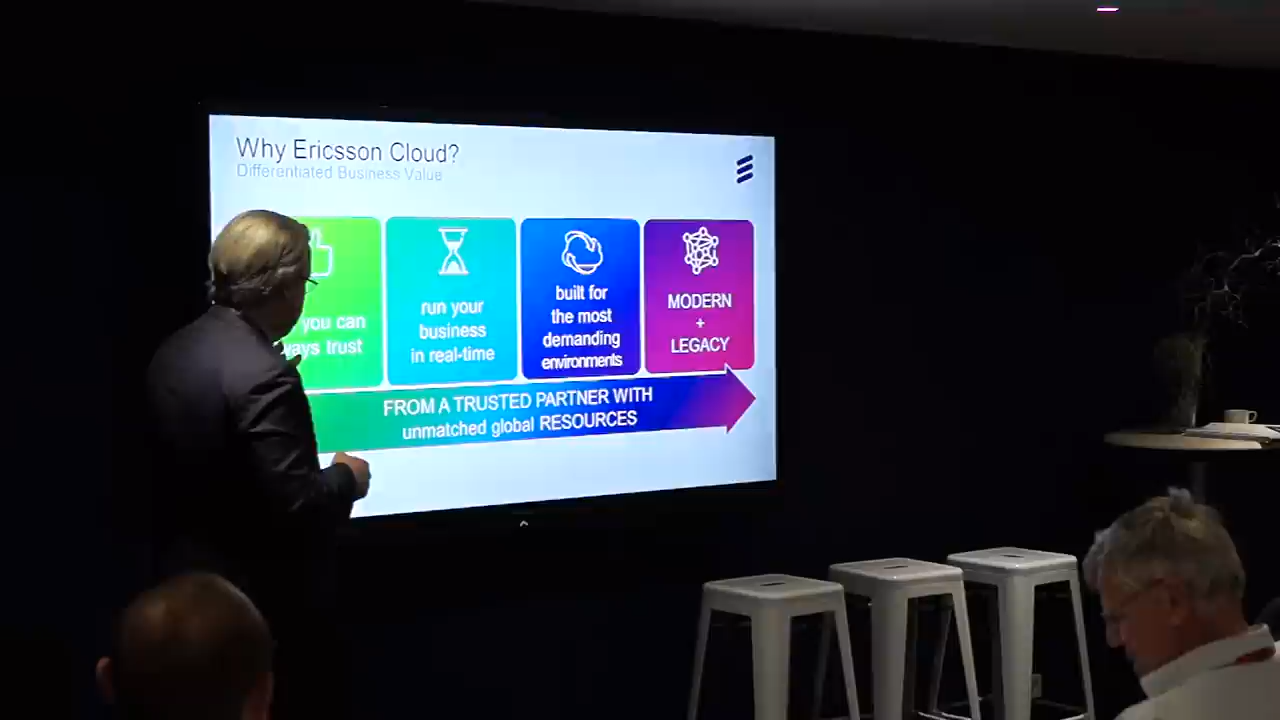 Why Ericsson Cloud?
Differentiated Business Value
you can
ways trust
run your
business
in real-time
built for
the most
demanding
environments
MODERN
+
LEGACY
FROM A TRUSTED PARTNER WITH
unmatched global RESOURCES